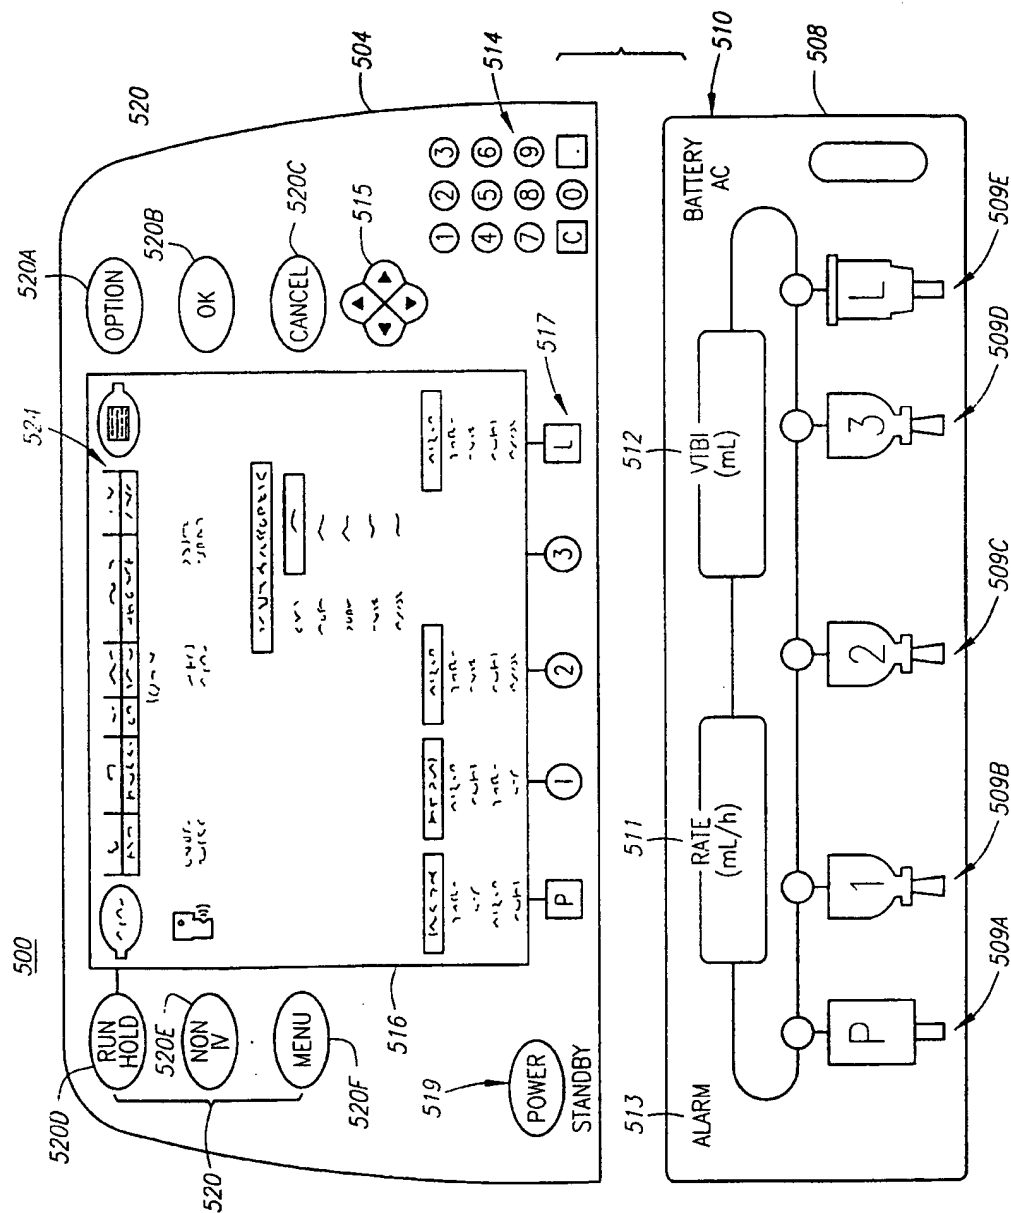 500
520
520A
520B
520C
504
514
515
517
521
520D
520E
520F
520
516
519
RUN
HOLD
NON
IV
MENU
POWER
STANDBY
OPTION
OK
CANCEL
1 2 3
4 5 6
7 8 9
C 0 .
P
1
2
3
L
510
508
513
ALARM
511
RATE
(mL/h)
512
VTBI
(mL)
BATTERY
AC
P
1
2
3
L
509A
509B
509C
509D
509E